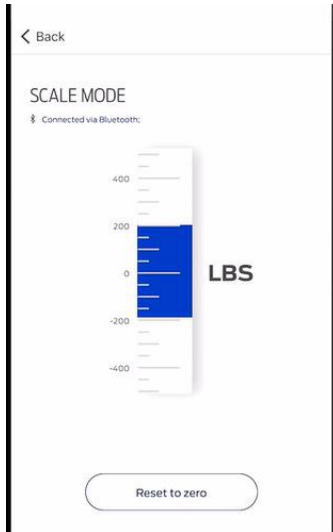 Back
SCALE MODE
Connected via Bluetooth:
400
200
0
LBS
-200
-400
Reset to zero